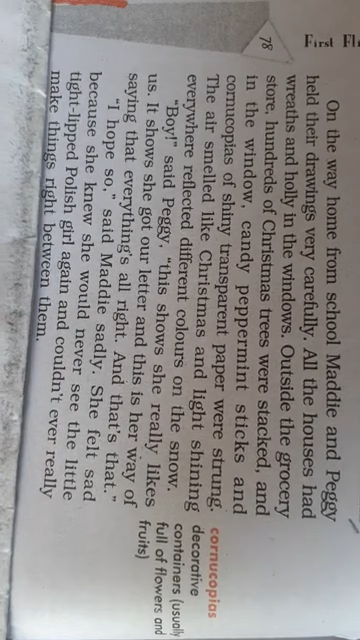 First
78
On the way home from school Maddie and Peggy
held their drawings very carefully. All the houses had
wreaths and holly in the windows. Outside the grocery
store, hundreds of Christmas trees were stacked, and
in the window, candy peppermint sticks and
cornucopias of shiny transparent paper were strung.
The air smelled like Christmas and light shining
everywhere reflected different colours on the snow.
"Boy!" said Peggy, "this shows she really likes
us. It shows she got our letter and this is her way of
saying that everything's all right. And that's that."
"I hope so," said Maddie sadly. She felt sad
because she knew she would never see the little
tight-lipped Polish girl again and couldn't ever really
make things right between them.
cornucopias
decorative
containers (usually
full of flowers and
fruits)